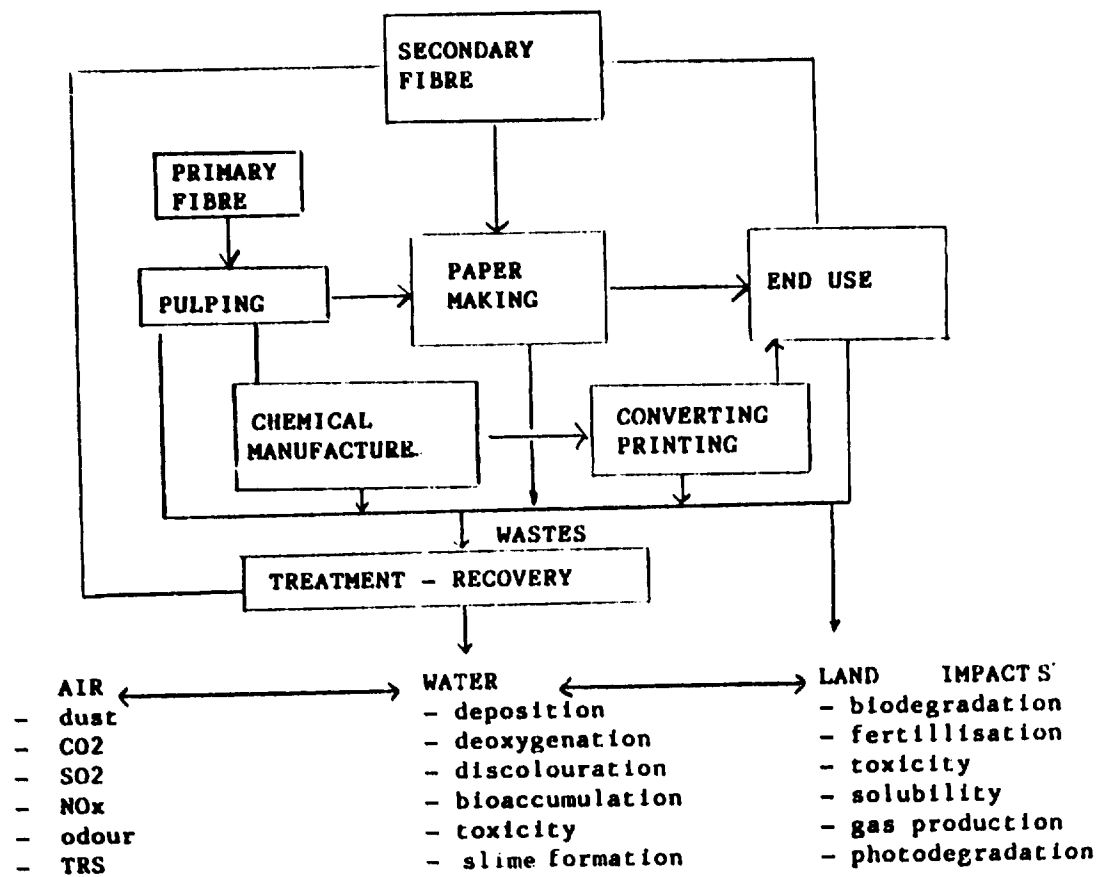 SECONDARY
FIBRE
PRIMARY
FIBRE
PULPING
PAPER
MAKING
END USE
CHEMICAL
MANUFACTURE
CONVERTING
PRINTING
WASTES
TREATMENT - RECOVERY
AIR
- dust
- CO2
- SO2
- NOx
- odour
- TRS
WATER
- deposition
- deoxygenation
- discolouration
- bioaccumulation
- toxicity
- slime formation
LAND IMPACTS
- biodegradation
- fertillisation
- toxicity
- solubility
- gas production
- photodegradation